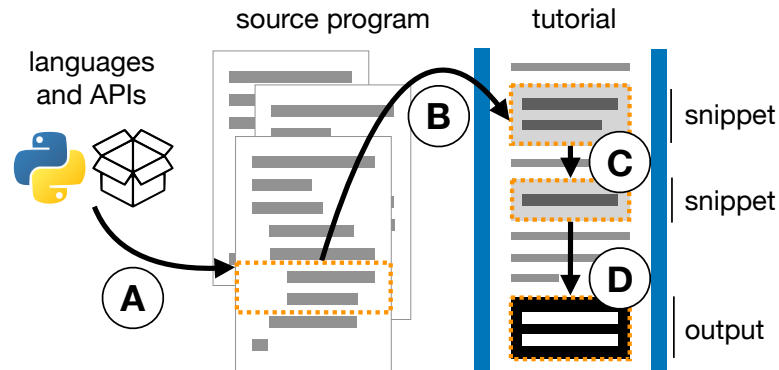 source program
tutorial
languages
and APIs
B
snippet
C
snippet
A
D
output